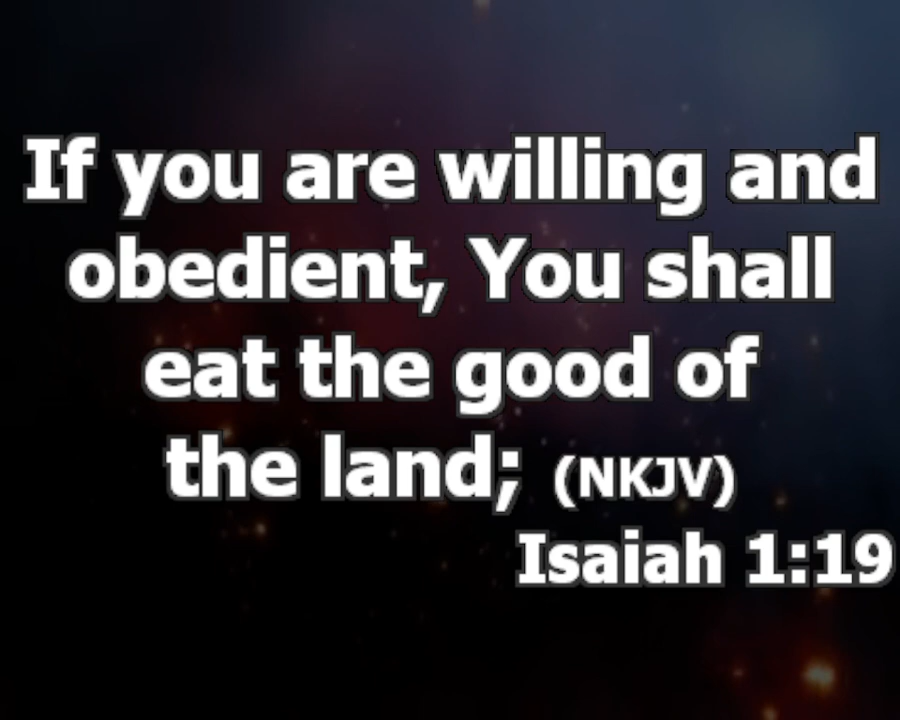 If you are willing and
obedient, You shall
eat the good of
the land; (NKJV)
Isaiah 1:19